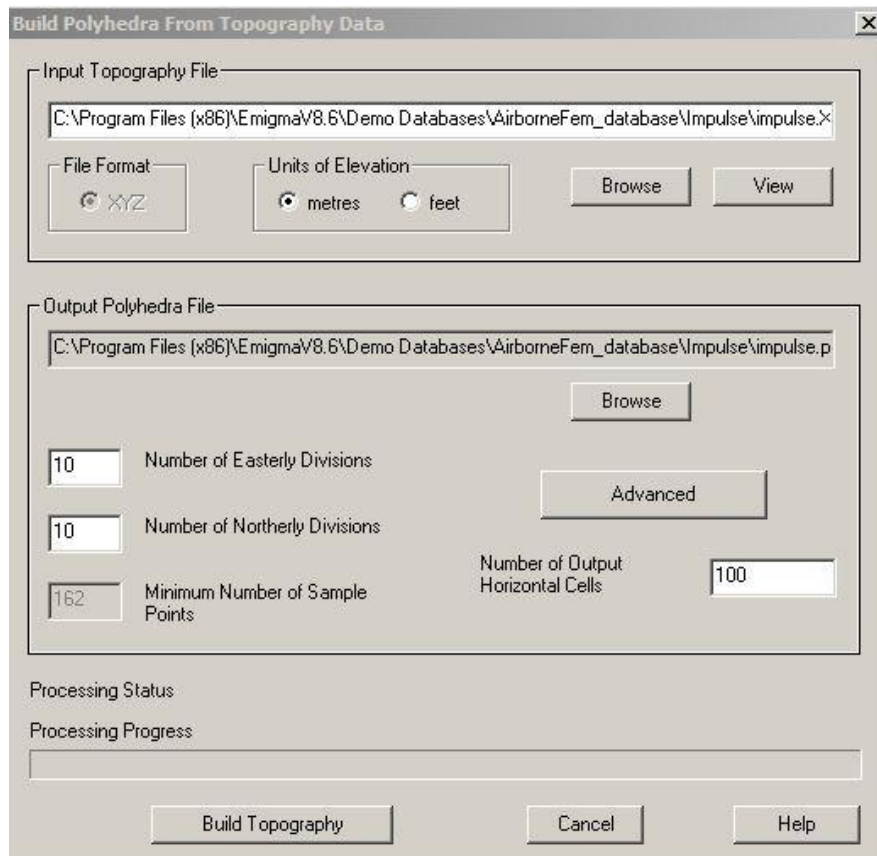 Build Polyhedra From Topography Data
Input Topography File
C:\Program Files (x86)\EmigmaV8.6\Demo Databases\AirborneFem_database\Impulse\impulse.X
File Format
XYZ
Units of Elevation
metres
feet
Browse
View
Output Polyhedra File
C:\Program Files (x86)\EmigmaV8.6\Demo Databases\AirborneFem_database\Impulse\impulse.p
Browse
10
Number of Easterly Divisions
Advanced
10
Number of Northerly Divisions
Number of Output
Horizontal Cells
100
162
Minimum Number of Sample
Points
Processing Status
Processing Progress
Build Topography
Cancel
Help